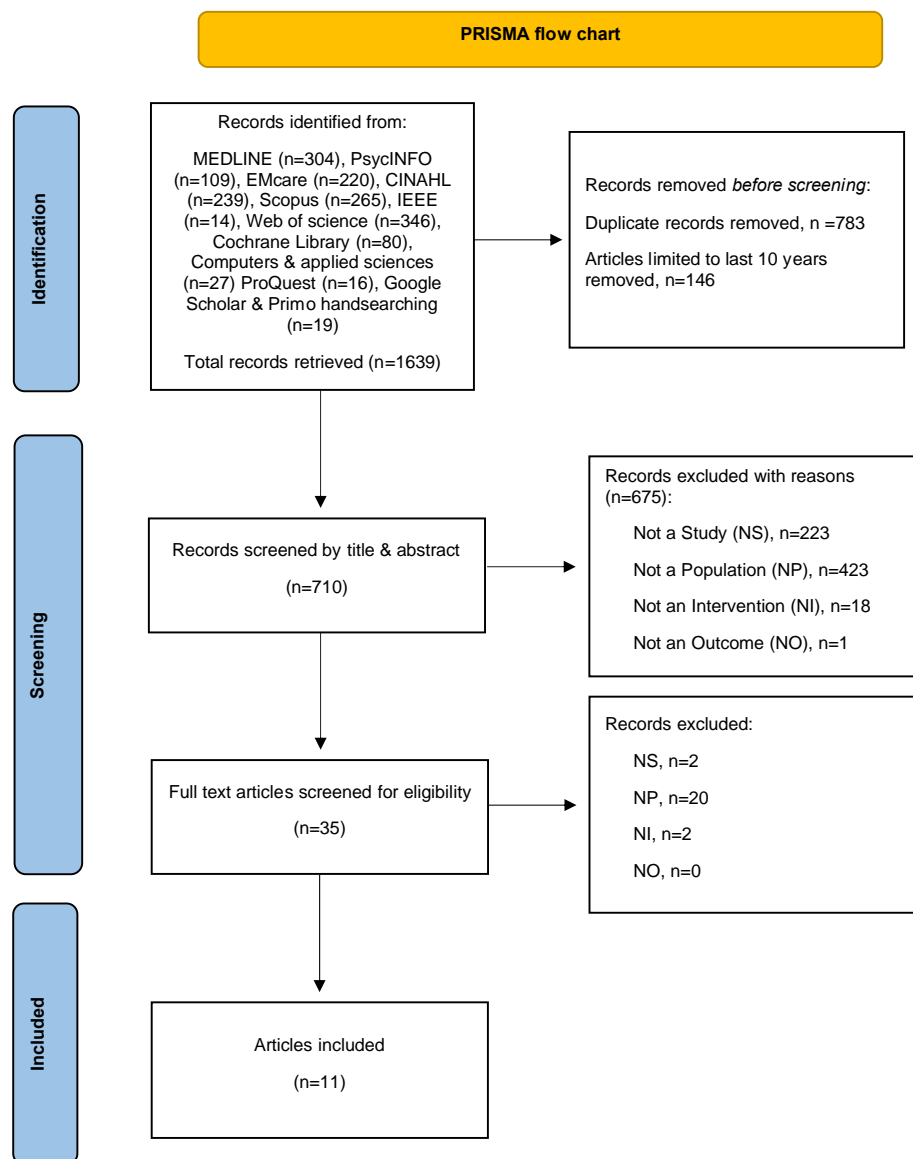 PRISMA flow chart
Identification
Records identified from:
MEDLINE (n=304), PsycINFO
(n=109), EMcare (n=220), CINAHL
(n=239), Scopus (n=265), IEEE
(n=14), Web of science (n=346),
Cochrane Library (n=80),
Computers & applied sciences
(n=27) ProQuest (n=16), Google
Scholar & Primo handsearching
(n=19)
Total records retrieved (n=1639)
Records removed before screening:
Duplicate records removed, n =783
Articles limited to last 10 years
removed, n=146
Screening
Records screened by title & abstract
(n=710)
Records excluded with reasons
(n=675):
Not a Study (NS), n=223
Not a Population (NP), n=423
Not an Intervention (NI), n=18
Not an Outcome (NO), n=1
Full text articles screened for eligibility
(n=35)
Records excluded:
NS, n=2
NP, n=20
NI, n=2
NO, n=0
Included
Articles included
(n=11)